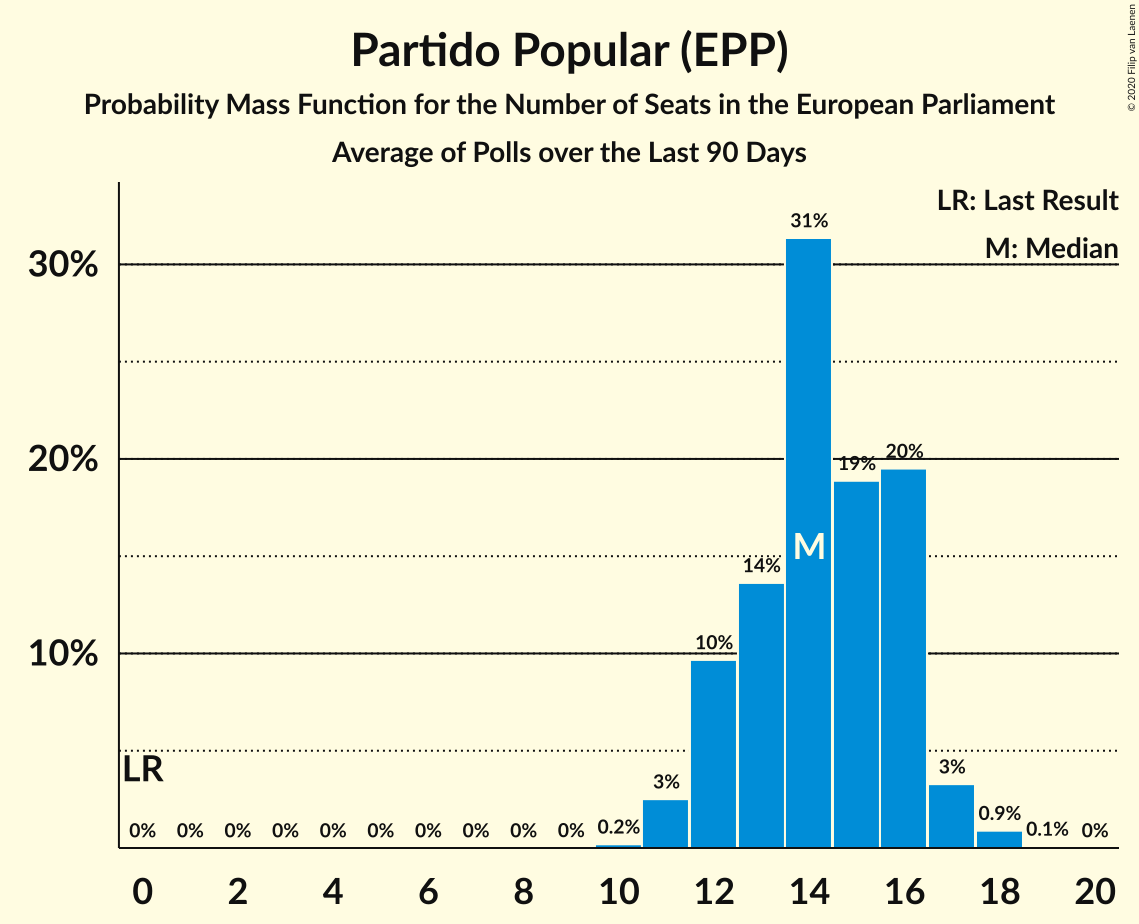 Partido Popular (EPP)
Probability Mass Function for the Number of Seats in the European Parliament
Average of Polls over the Last 90 Days
© 2020 Filip van Laenen
LR: Last Result
M: Median
30%
20%
10%
31%
19%
20%
14%
10%
3%
3%
0.9%
0.2%
0.1%
M
LR
0% 0% 0% 0% 0% 0% 0% 0% 0% 0% 0%
0 2 4 6 8 10 12 14 16 18 20